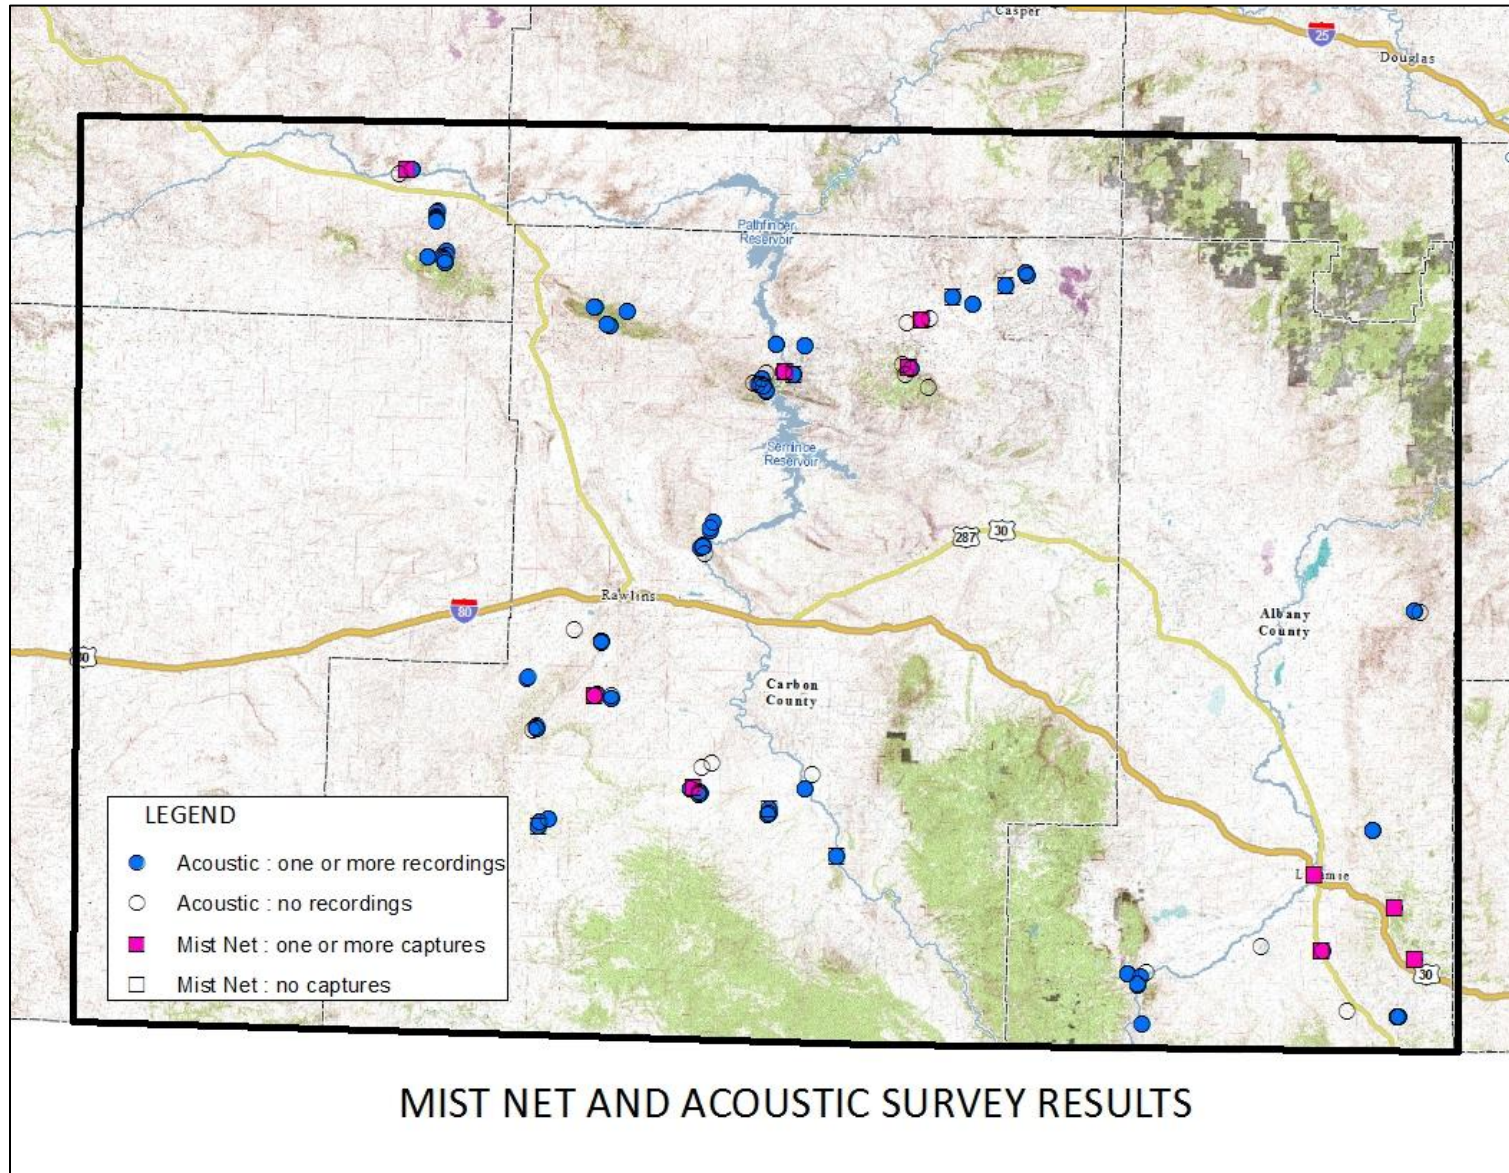 Casper
25
Douglas
Pathfinder
Reservoir
Seminoe
Reservoir
287
30
Rawlins
80
Albany
County
30
Carbon
County
LEGEND
Acoustic : one or more recordings
Acoustic : no recordings
Mist Net : one or more captures
Mist Net : no captures
30
MIST NET AND ACOUSTIC SURVEY RESULTS